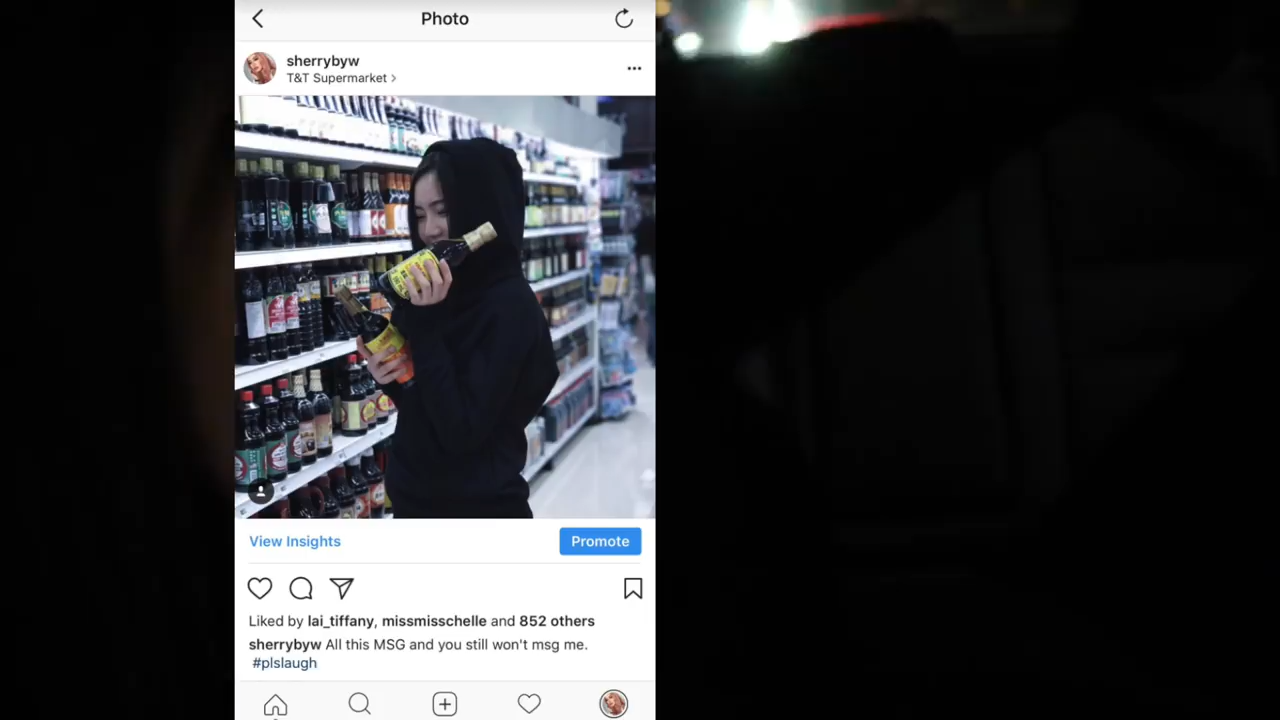 Photo
sherrybyw
T&T Supermarket >
View Insights
Promote
Liked by lai_tiffany, missmisschelle and 852 others
sherrybyw All this MSG and you still won't msg me.
#plslaugh